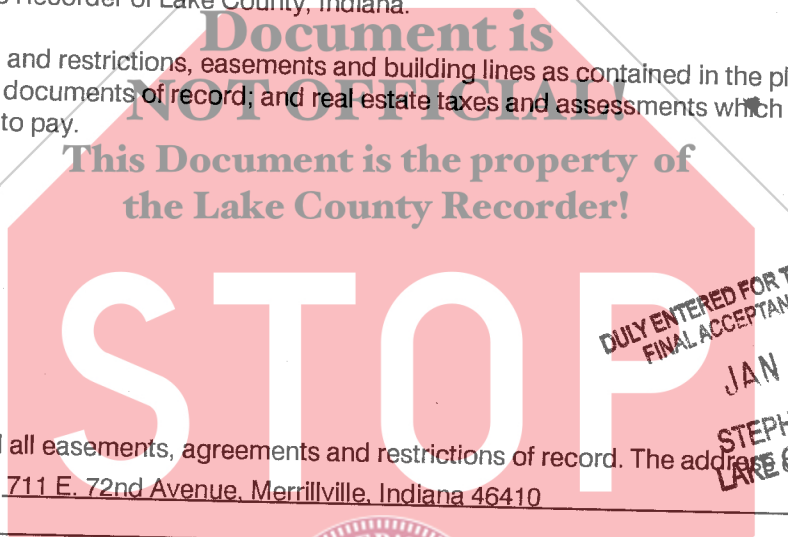 Recorder of Lake County, Indiana.
Document is
and restrictions, easements and building lines as contained in the
NOT OFFICIAL!
documents of record; and real estate taxes and assessments which
to pay.
This Document is the property of
the Lake County Recorder!
STOP
DULY ENTERED FOR
FINAL
JAN
all easements, agreements and restrictions of record. The address
LAKE
711 E. 72nd Avenue, Merrillville, Indiana 46410